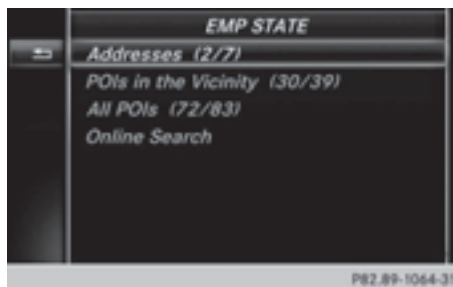 EMP STATE
Addresses (2/7)
POIs in the Vicinity (30/39)
All POIs (72/83)
Online Search
P82.89-1064-31